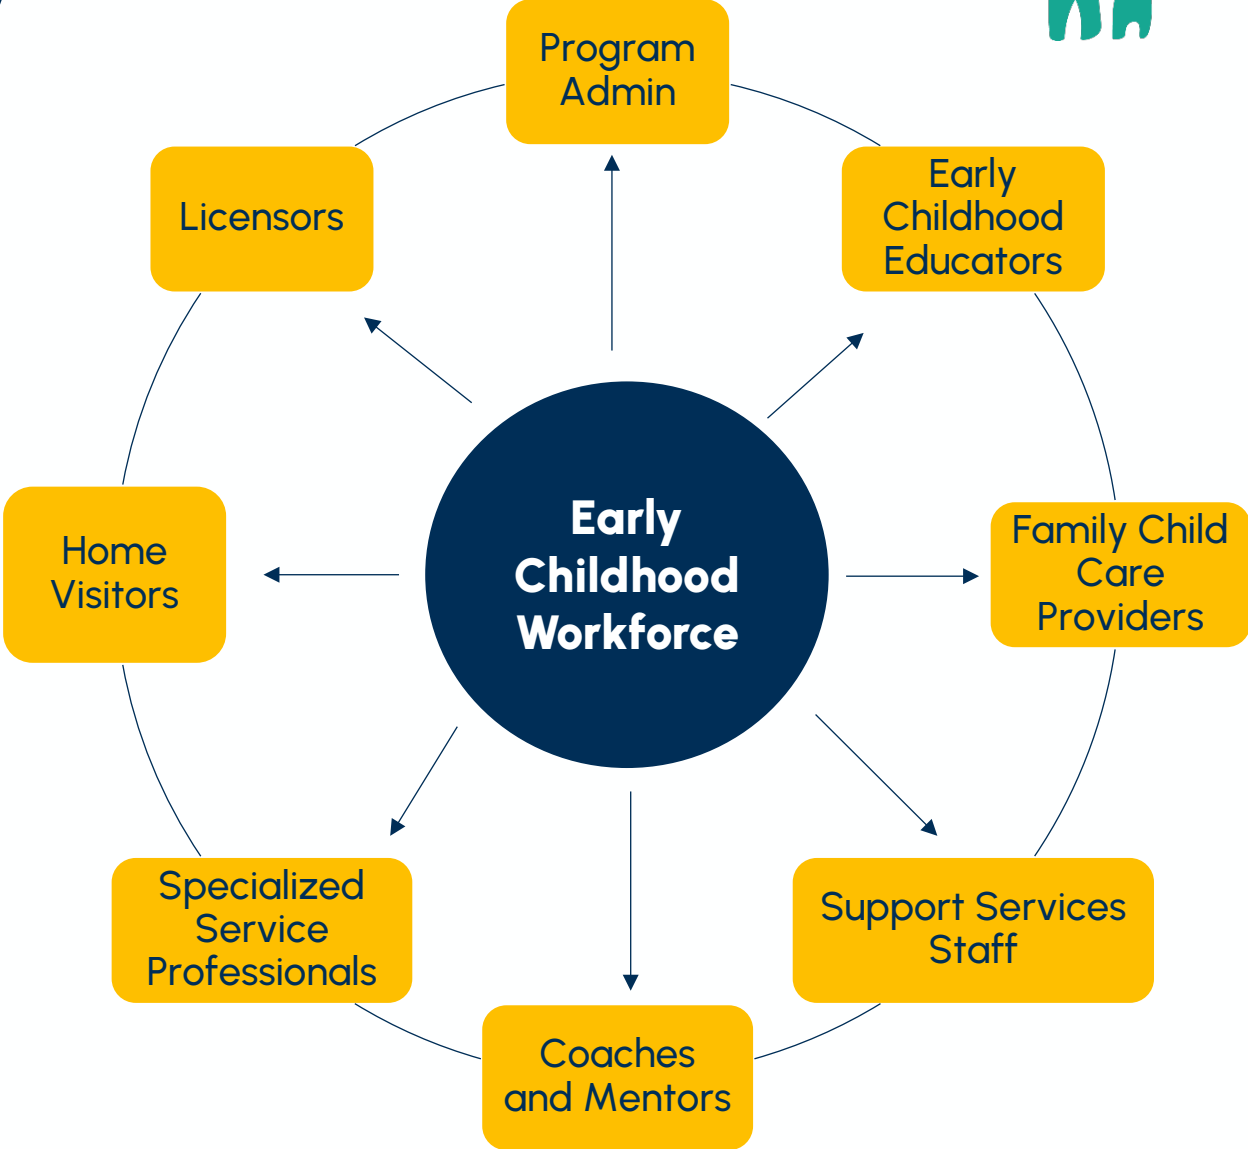 Program
Admin
Early
Childhood
Educators
Licensors
Early
Childhood
Workforce
Family Child
Care
Providers
Home
Visitors
Support Services
Staff
Specialized
Service
Professionals
Coaches
and Mentors